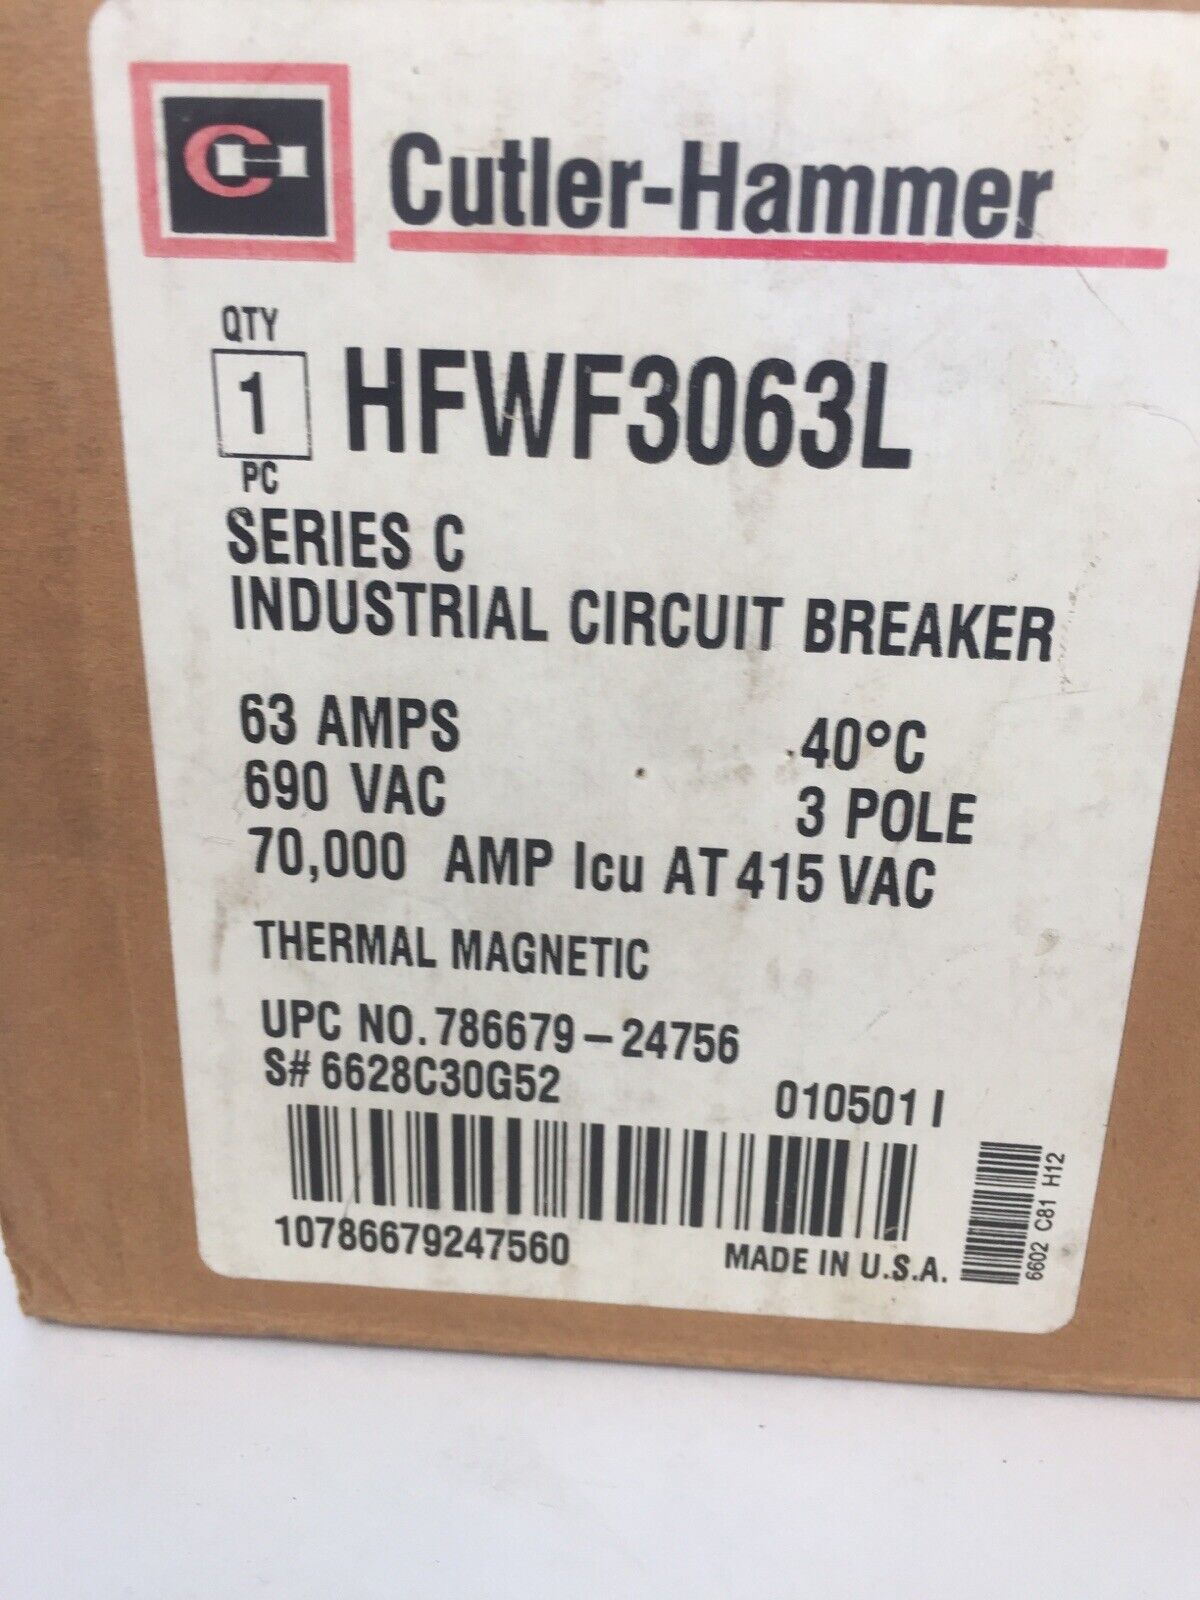 CH Cutler-Hammer
QTY
1 HFWF3063L
PC
SERIES C
INDUSTRIAL CIRCUIT BREAKER
63 AMPS 40°C
690 VAC 3 POLE
70,000 AMP Icu AT 415 VAC
THERMAL MAGNETIC
UPC NO. 786679-24756
S# 6628C30G52 010501 I
10786679247560 MADE IN U.S.A.
6602 C81 H12